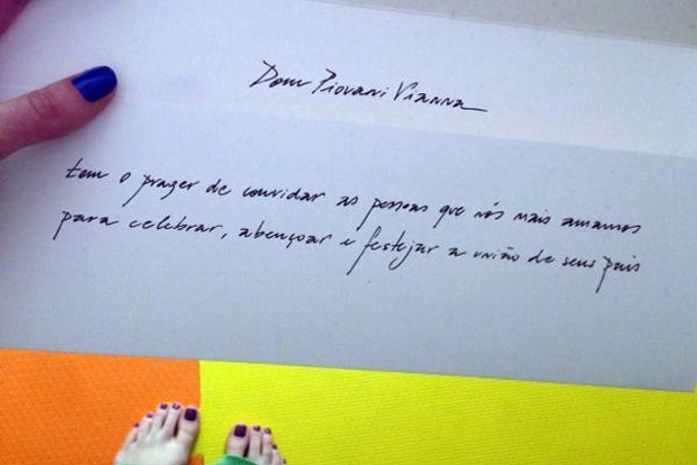 Dom Piovani Vianna
tem o prazer de convidar as pessoas que nós mais amamos
para celebrar, abençoar e festejar a união de seus pais